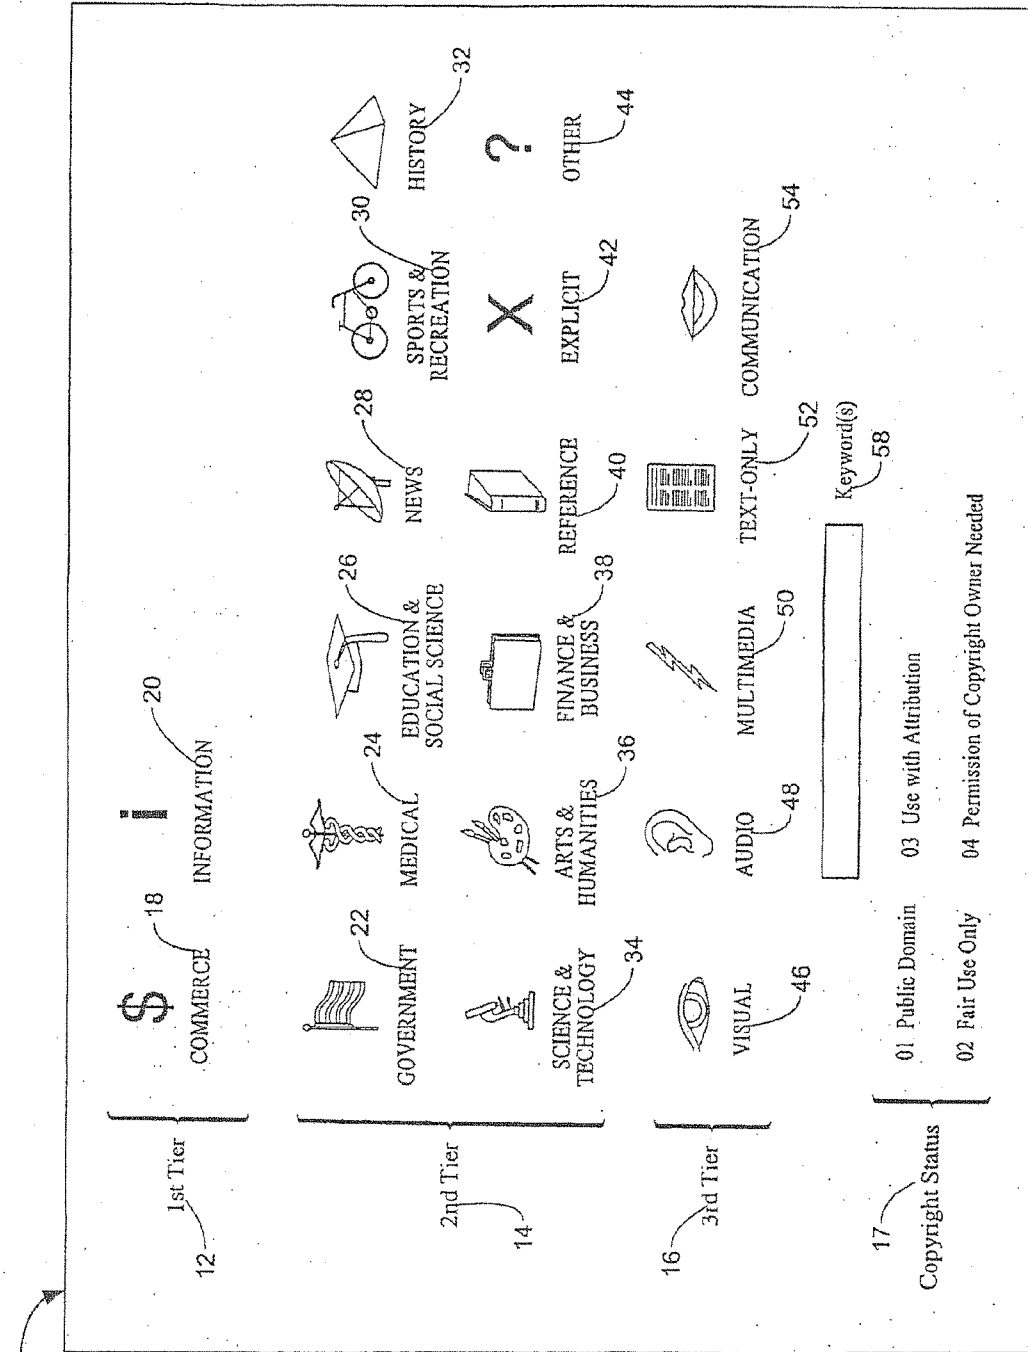 $ i
18 20
COMMERCE INFORMATION
1st Tier
12
22 24 26 28 30 32
GOVERNMENT MEDICAL EDUCATION & NEWS SPORTS & HISTORY
SOCIAL SCIENCE RECREATION
2nd Tier
14
X ?
SCIENCE & ARTS & FINANCE & REFERENCE EXPLICIT OTHER
TECHNOLOGY HUMANITIES BUSINESS
34 36 38 40 42 44
3rd Tier
16
VISUAL AUDIO MULTIMEDIA TEXT-ONLY COMMUNICATION
46 48 50 52 54
Keyword(s)
58
17
Copyright Status
01 Public Domain 03 Use with Attribution
02 Fair Use Only 04 Permission of Copyright Owner Needed